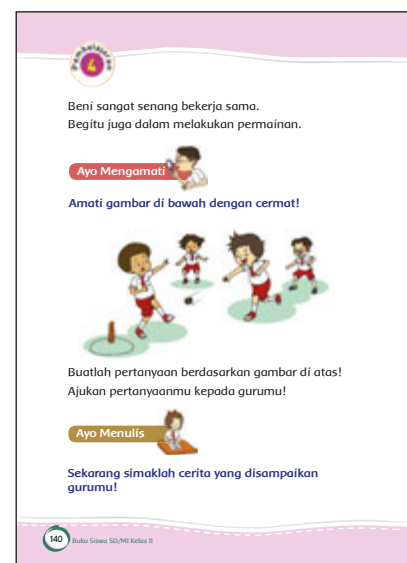 Pembelajaran
4
Beni sangat senang bekerja sama.
Begitu juga dalam melakukan permainan.
Ayo Mengamati
Amati gambar di bawah dengan cermat!
Buatlah pertanyaan berdasarkan gambar di atas!
Ajukan pertanyaanmu kepada gurumu!
Ayo Menulis
Sekarang simaklah cerita yang disampaikan
gurumu!
140 Buku Siswa SD/MI Kelas II